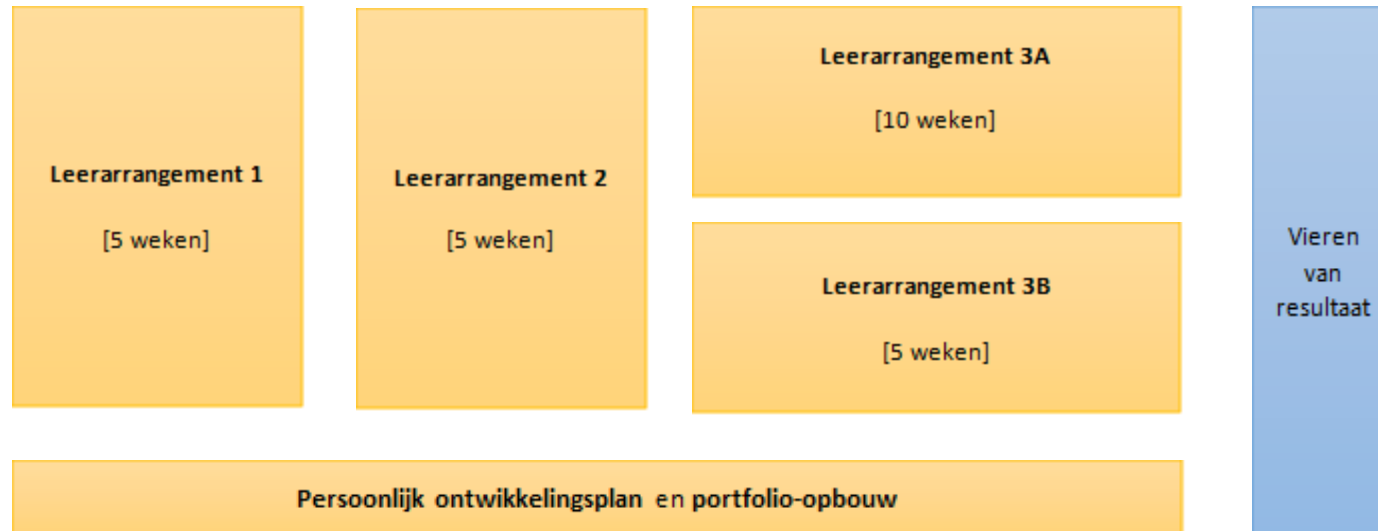 Leerarrangement 1
[5 weken]
Leerarrangement 2
[5 weken]
Leerarrangement 3A
[10 weken]
Leerarrangement 3B
[5 weken]
Vieren
van
resultaat
Persoonlijk ontwikkelingsplan en portfolio-opbouw